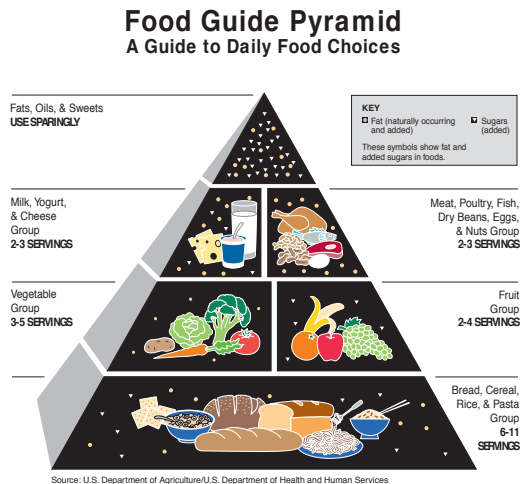 Food Guide Pyramid
A Guide to Daily Food Choices
Fats, Oils, & Sweets
USE SPARINGLY
KEY
Fat (naturally occurring
and added)
Sugars
(added)
These symbols show fat and
added sugars in foods.
Milk, Yogurt,
& Cheese
Group
2-3 SERVINGS
Meat, Poultry, Fish,
Dry Beans, Eggs,
& Nuts Group
2-3 SERVINGS
Vegetable
Group
3-5 SERVINGS
Fruit
Group
2-4 SERVINGS
Bread, Cereal,
Rice, & Pasta
Group
6-11
SERVINGS
Source: U.S. Department of Agriculture/U.S. Department of Health and Human Services